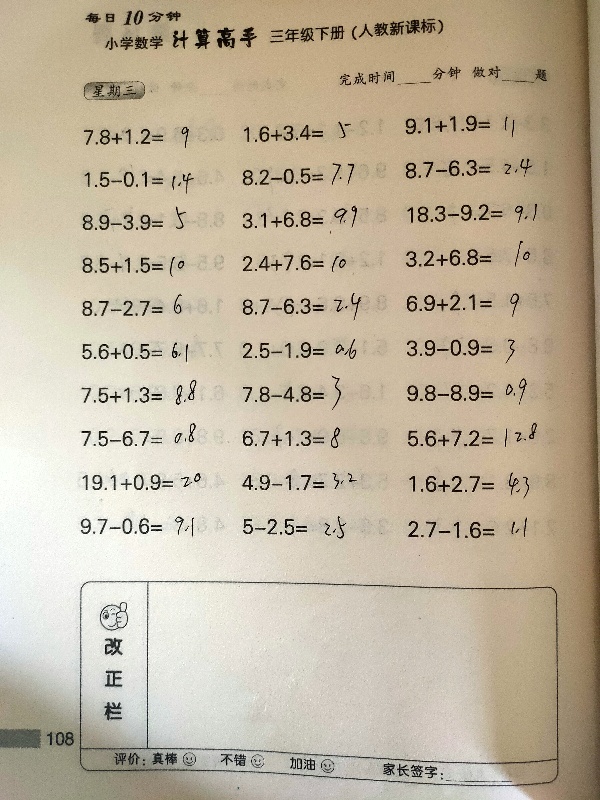 每日10分钟
小学数学 计算高手 三年级下册(人教新课标)
星期三 完成时间____分钟 做对____题
7.8+1.2= 9 1.6+3.4= 5 9.1+1.9= 11
1.5−0.1= 1.4 8.2−0.5= 7.7 8.7−6.3= 2.4
8.9−3.9= 5 3.1+6.8= 9.9 18.3−9.2= 9.1
8.5+1.5= 10 2.4+7.6= 10 3.2+6.8= 10
8.7−2.7= 6 8.7−6.3= 2.4 6.9+2.1= 9
5.6+0.5= 6.1 2.5−1.9= 0.6 3.9−0.9= 3
7.5+1.3= 8.8 7.8−4.8= 3 9.8−8.9= 0.9
7.5−6.7= 0.8 6.7+1.3= 8 5.6+7.2= 12.8
19.1+0.9= 20 4.9−1.7= 3.2 1.6+2.7= 4.3
9.7−0.6= 9.1 5−2.5= 2.5 2.7−1.6= 1.1
改正栏
108
评价:真棒 不错 加油 家长签字: